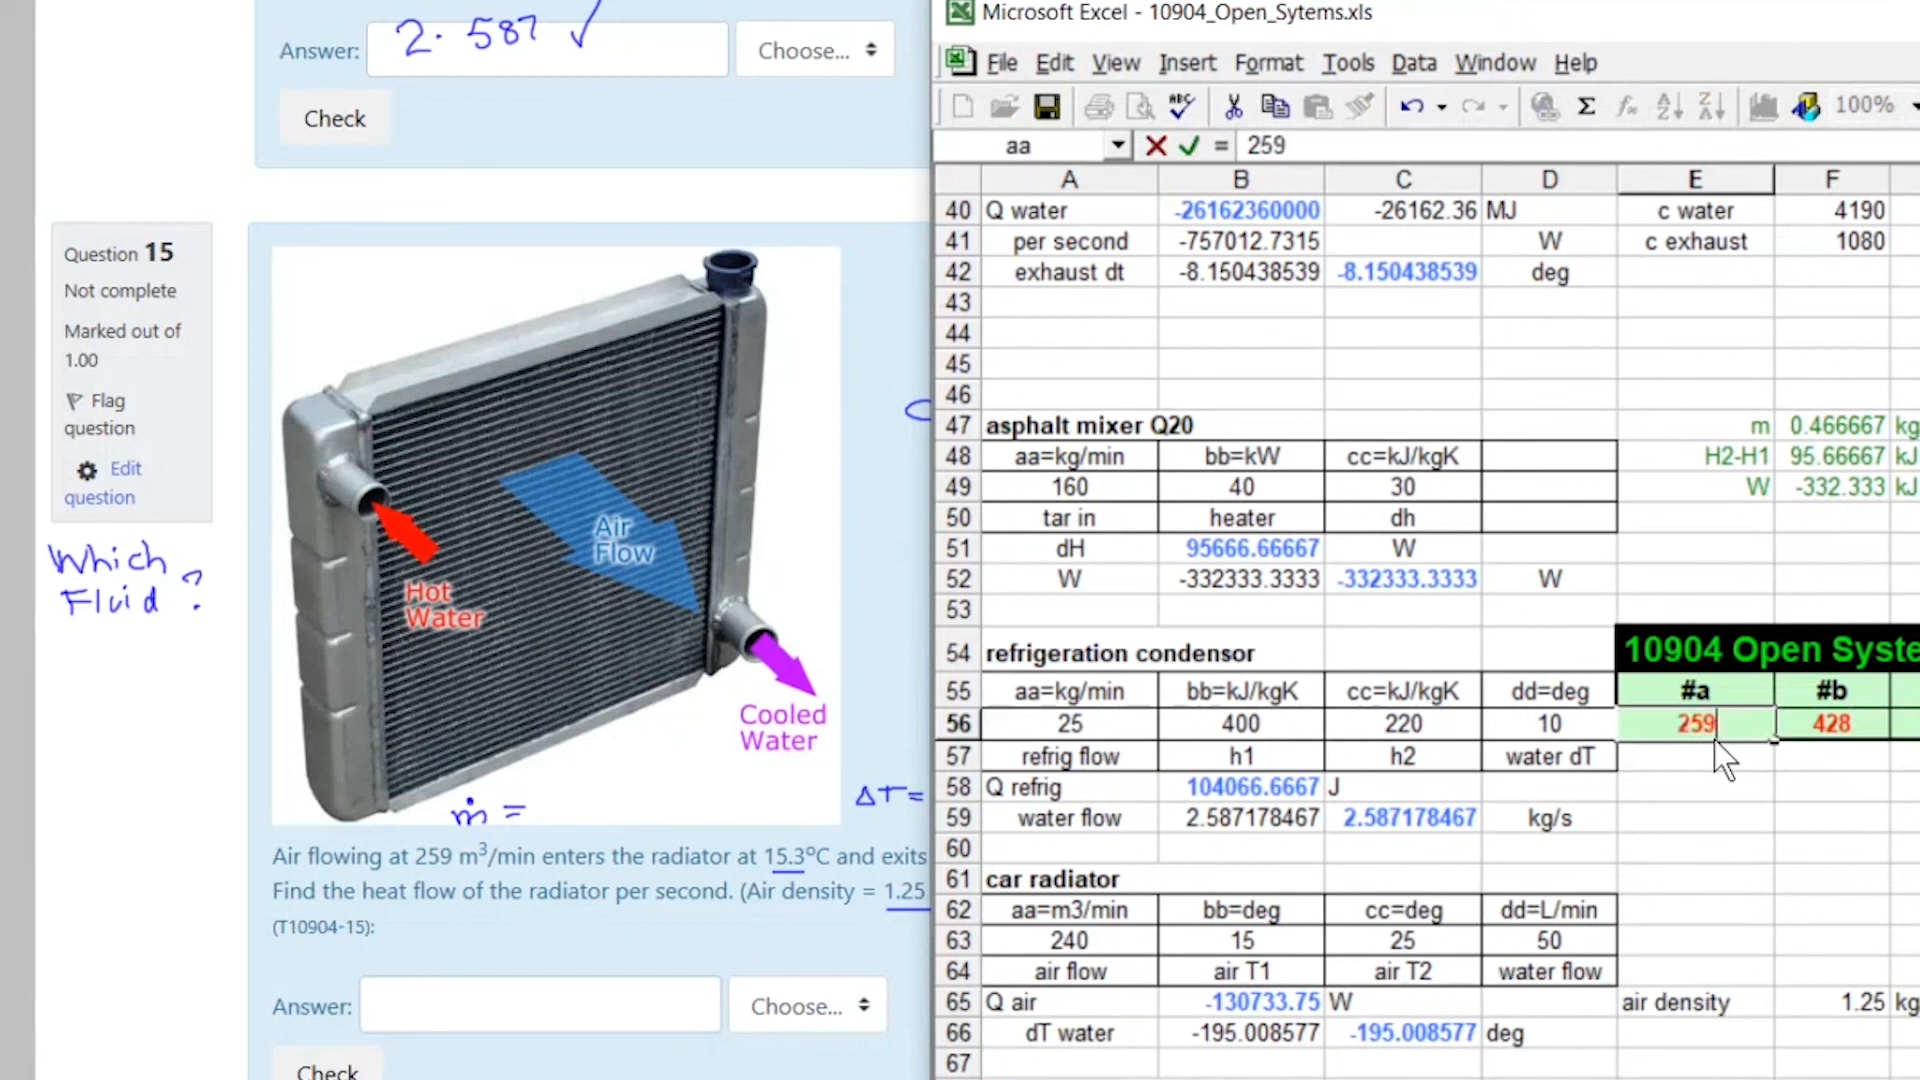 Answer: 2.587 ✓ Choose...
Check
Question 15
Not complete
Marked out of
1.00
Flag
question
Edit
question
Which
Fluid ?
Air
Flow
Hot
Water
Cooled
Water
ṁ =
ΔT=
Air flowing at 259 m³/min enters the radiator at 15.3°C and exits
Find the heat flow of the radiator per second. (Air density = 1.25
(T10904-15):
Answer: Choose...
Check
Microsoft Excel - 10904_Open_Sytems.xls
File Edit View Insert Format Tools Data Window Help
100%
aa = 259
A B C D E F
40 Q water -26162360000 -26162.36 MJ c water 4190
41 per second -757012.7315 W c exhaust 1080
42 exhaust dt -8.150438539 -8.150438539 deg
43
44
45
46
47 asphalt mixer Q20 m 0.466667 kg
48 aa=kg/min bb=kW cc=kJ/kgK H2-H1 95.66667 kJ
49 160 40 30 W -332.333 kJ
50 tar in heater dh
51 dH 95666.66667 W
52 W -332333.3333 -332333.3333 W
53
54 refrigeration condensor 10904 Open Syste
55 aa=kg/min bb=kJ/kgK cc=kJ/kgK dd=deg #a #b
56 25 400 220 10 259 428
57 refrig flow h1 h2 water dT
58 Q refrig 104066.6667 J
59 water flow 2.587178467 2.587178467 kg/s
60
61 car radiator
62 aa=m3/min bb=deg cc=deg dd=L/min
63 240 15 25 50
64 air flow air T1 air T2 water flow
65 Q air -130733.75 W air density 1.25 kg
66 dT water -195.008577 -195.008577 deg
67